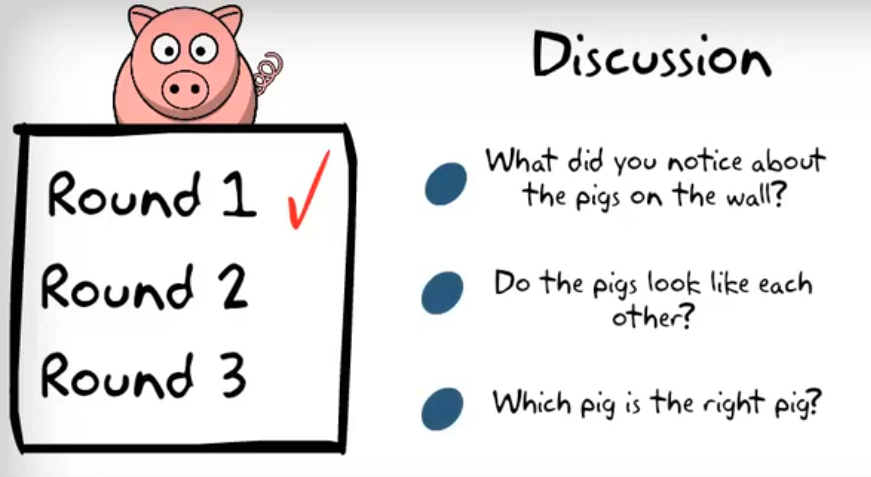 Discussion
Round 1 ✓
Round 2
Round 3
What did you notice about
the pigs on the wall?
Do the pigs look like each
other?
Which pig is the right pig?